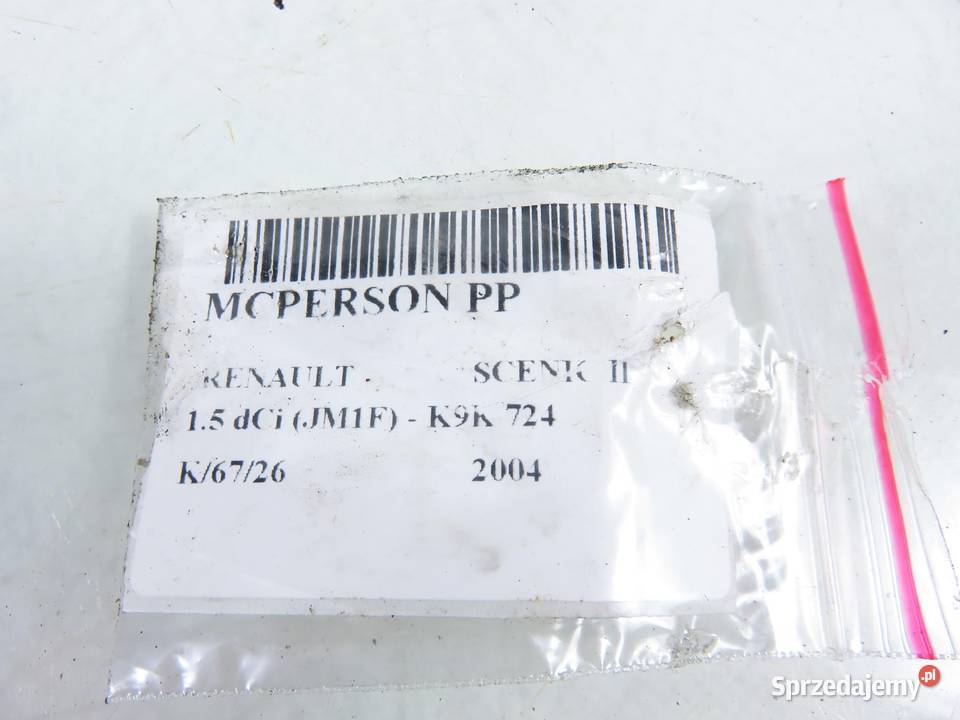 MCPERSON PP
RENAULT SCENIC II
1.5 dCi (JM1F) - K9K 724
K/67/26 2004
Sprzedajemy.pl